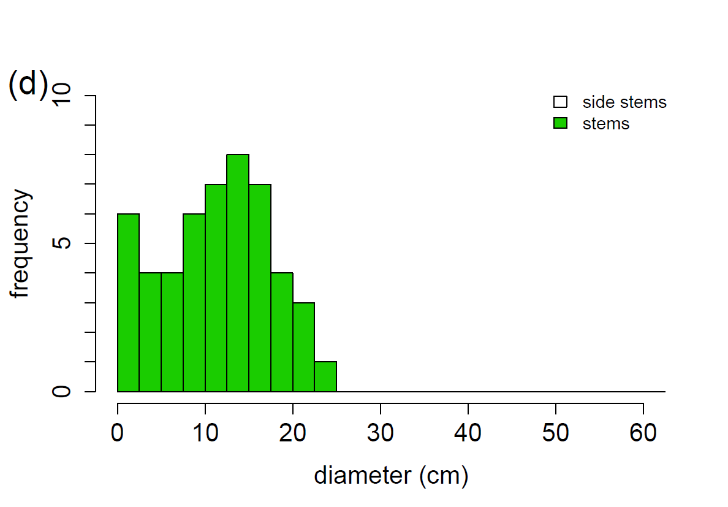 (d)
side stems
stems
frequency
10
5
0
0 10 20 30 40 50 60
diameter (cm)